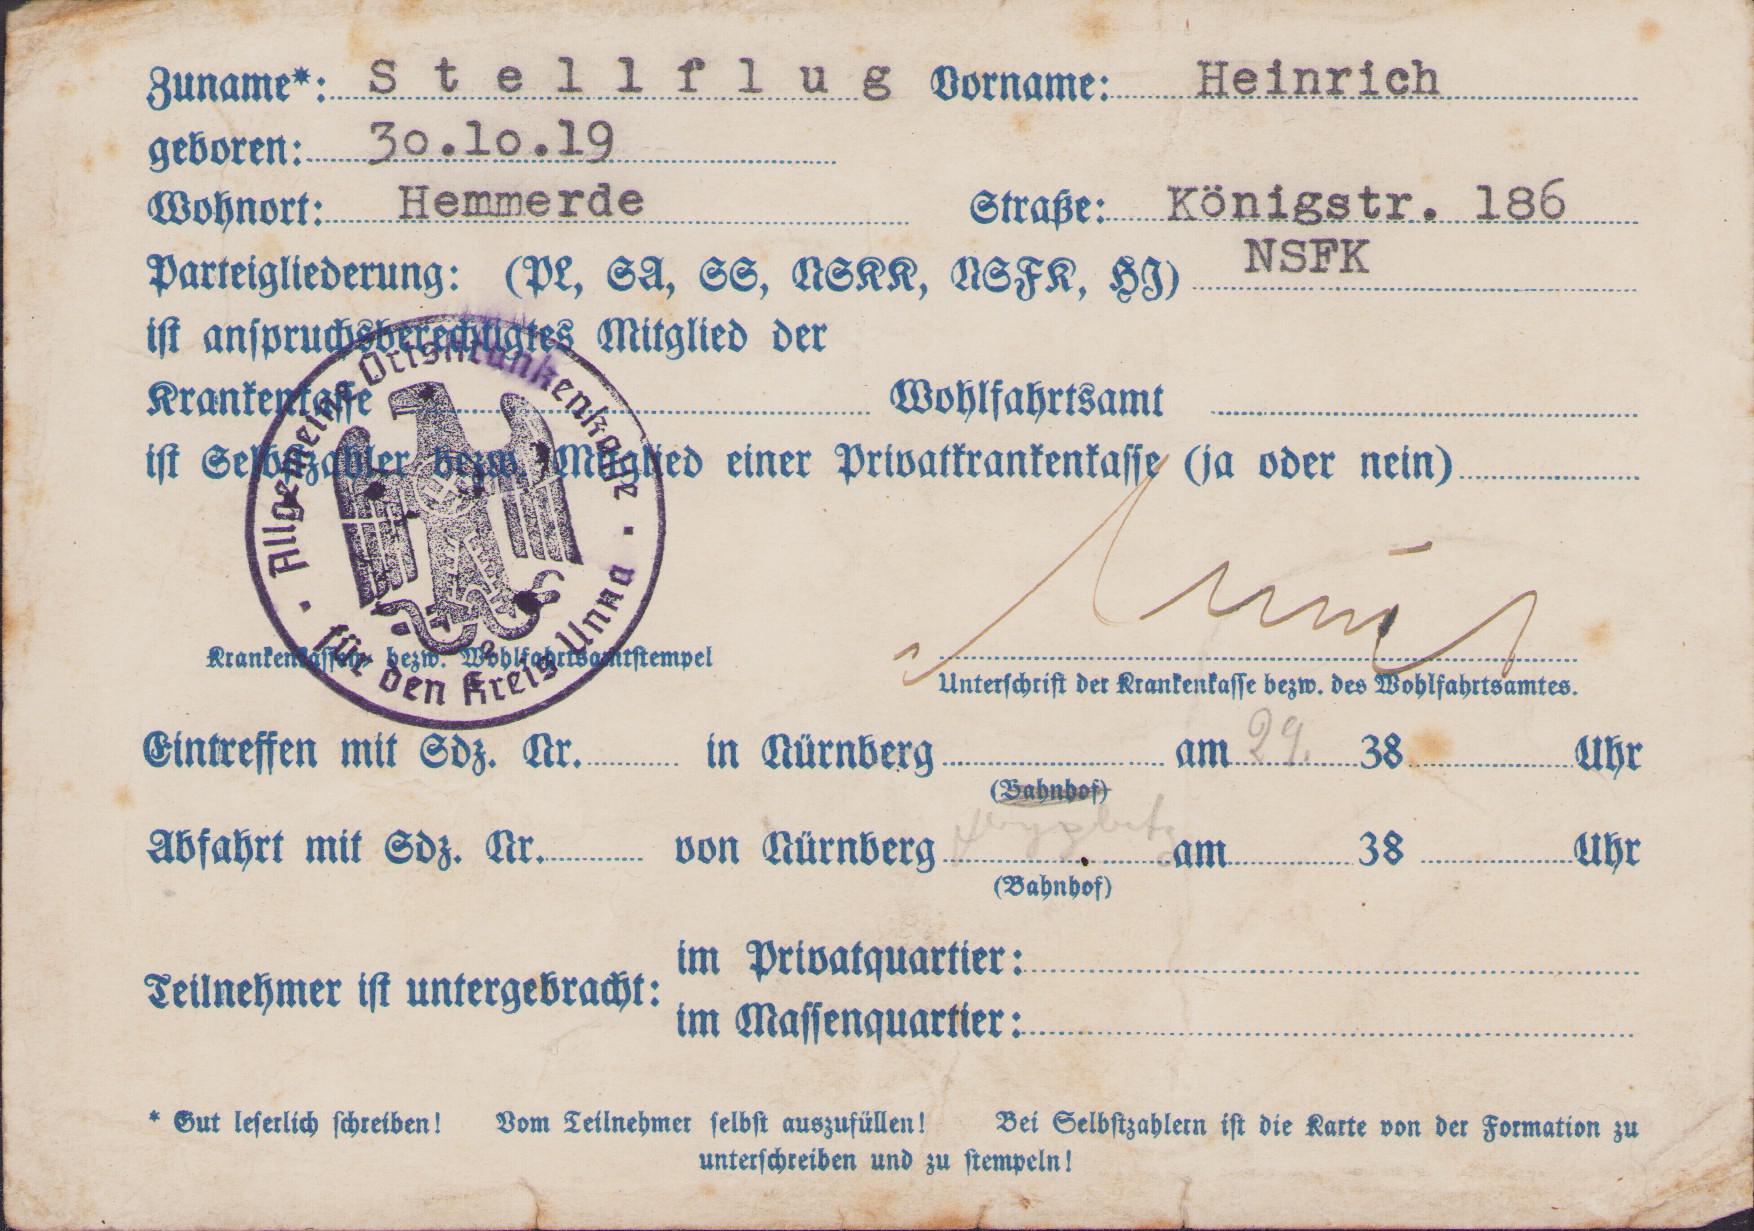 Zuname*: Stellflug Vorname: Heinrich
geboren: 30.10.19
Wohnort: Hemmerde Straße: Königstr. 186
Parteigliederung: (PL, SA, SS, NSKK, NSFK, HJ) NSFK
ist anspruchsberechtigtes Mitglied der
Krankenkasse Wohlfahrtsamt
ist Selbstzahler bezw. Mitglied einer Privatkrankenkasse (ja oder nein)
Allgemeine Ortskrankenkasse
für den Kreis Unna
Krankenkassen- bezw. Wohlfahrtsamtstempel
Unterschrift der Krankenkasse bezw. des Wohlfahrtsamtes.
Eintreffen mit Sdz. Nr. in Nürnberg am 38 Uhr
(Bahnhof)
Abfahrt mit Sdz. Nr. von Nürnberg am 38 Uhr
(Bahnhof)
Teilnehmer ist untergebracht:
im Privatquartier:
im Massenquartier:
* Gut leserlich schreiben! Vom Teilnehmer selbst auszufüllen! Bei Selbstzahlern ist die Karte von der Formation zu
unterschreiben und zu stempeln!